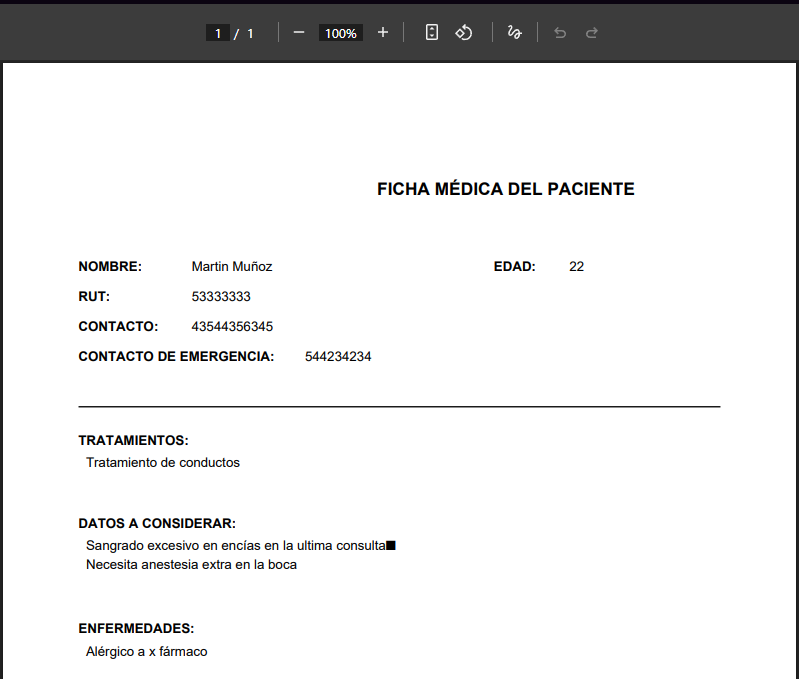 1 / 1
100%
FICHA MÉDICA DEL PACIENTE
NOMBRE: Martin Muñoz EDAD: 22
RUT: 53333333
CONTACTO: 43544356345
CONTACTO DE EMERGENCIA: 544234234
TRATAMIENTOS:
Tratamiento de conductos
DATOS A CONSIDERAR:
Sangrado excesivo en encías en la ultima consulta■
Necesita anestesia extra en la boca
ENFERMEDADES:
Alérgico a x fármaco